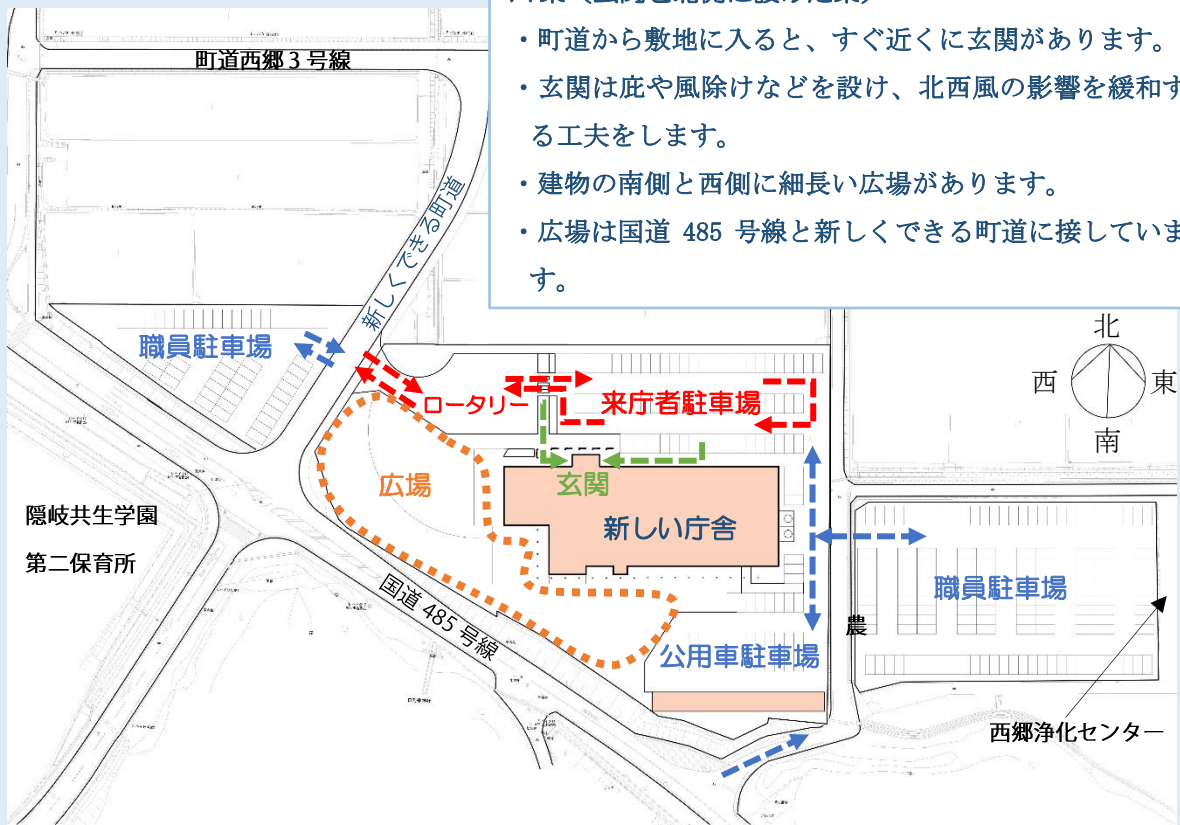 ・町道から敷地に入ると、すぐ近くに玄関があります。
・玄関は庇や風除けなどを設け、北西風の影響を緩和す
る工夫をします。
・建物の南側と西側に細長い広場があります。
・広場は国道 485 号線と新しくできる町道に接していま
す。
町道西郷３号線
新しくできる町道
職員駐車場
北
西
東
南
ロータリー
来庁者駐車場
広場
玄関
新しい庁舎
隠岐共生学園
第二保育所
国道 485 号線
職員駐車場
農
公用車駐車場
西郷浄化センター